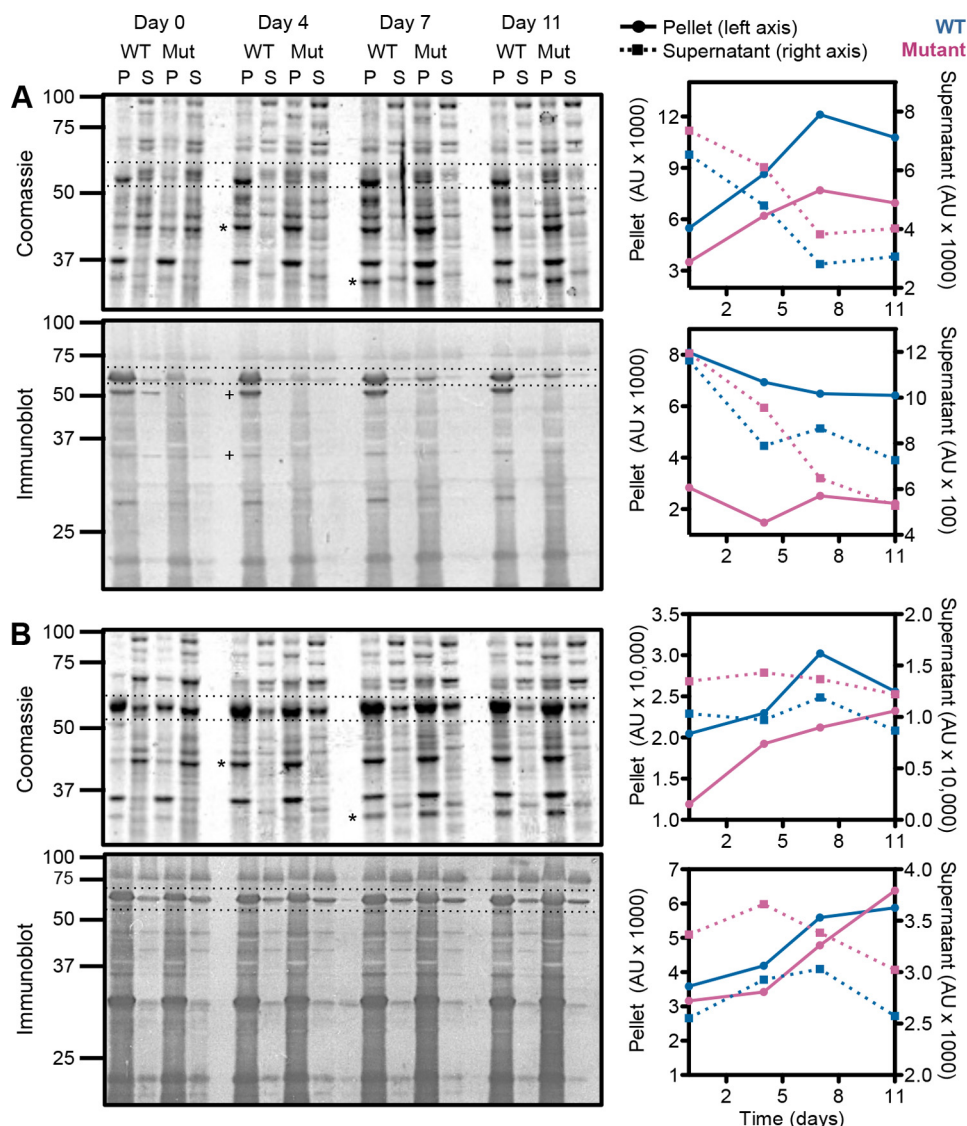 Day 0 Day 4 Day 7 Day 11
WT Mut WT Mut WT Mut WT Mut
P S P S P S P S P S P S P S P S
Pellet (left axis) WT
Supernatant (right axis) Mutant
A
Coomassie
100
75
50
37
*
*
Pellet (AU x 1000)
12
9
6
3
Supernatant (AU x 1000)
8
6
4
2
2 5 8 11
Immunoblot
100
75
50
37
25
+
+
Pellet (AU x 1000)
8
6
4
2
Supernatant (AU x 100)
12
10
8
6
4
2 5 8 11
B
Coomassie
100
75
50
37
*
*
Pellet (AU x 10,000)
3.5
3.0
2.5
2.0
1.5
1.0
Supernatant (AU x 10,000)
2.0
1.5
1.0
0.5
0.0
2 5 8 11
Immunoblot
100
75
50
37
25
Pellet (AU x 1000)
7
6
5
4
3
2
1
Supernatant (AU x 1000)
4.0
3.5
3.0
2.5
2.0
2 5 8 11
Time (days)